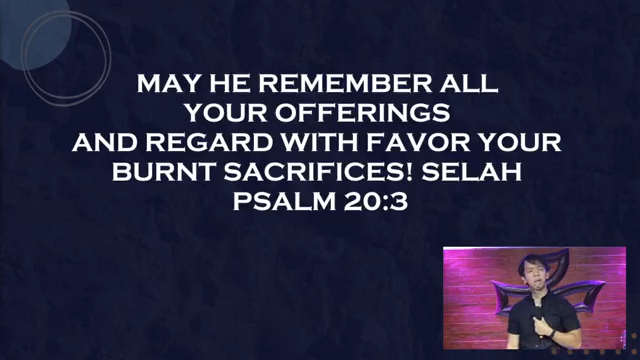 MAY HE REMEMBER ALL
YOUR OFFERINGS
AND REGARD WITH FAVOR YOUR
BURNT SACRIFICES! SELAH
PSALM 20:3